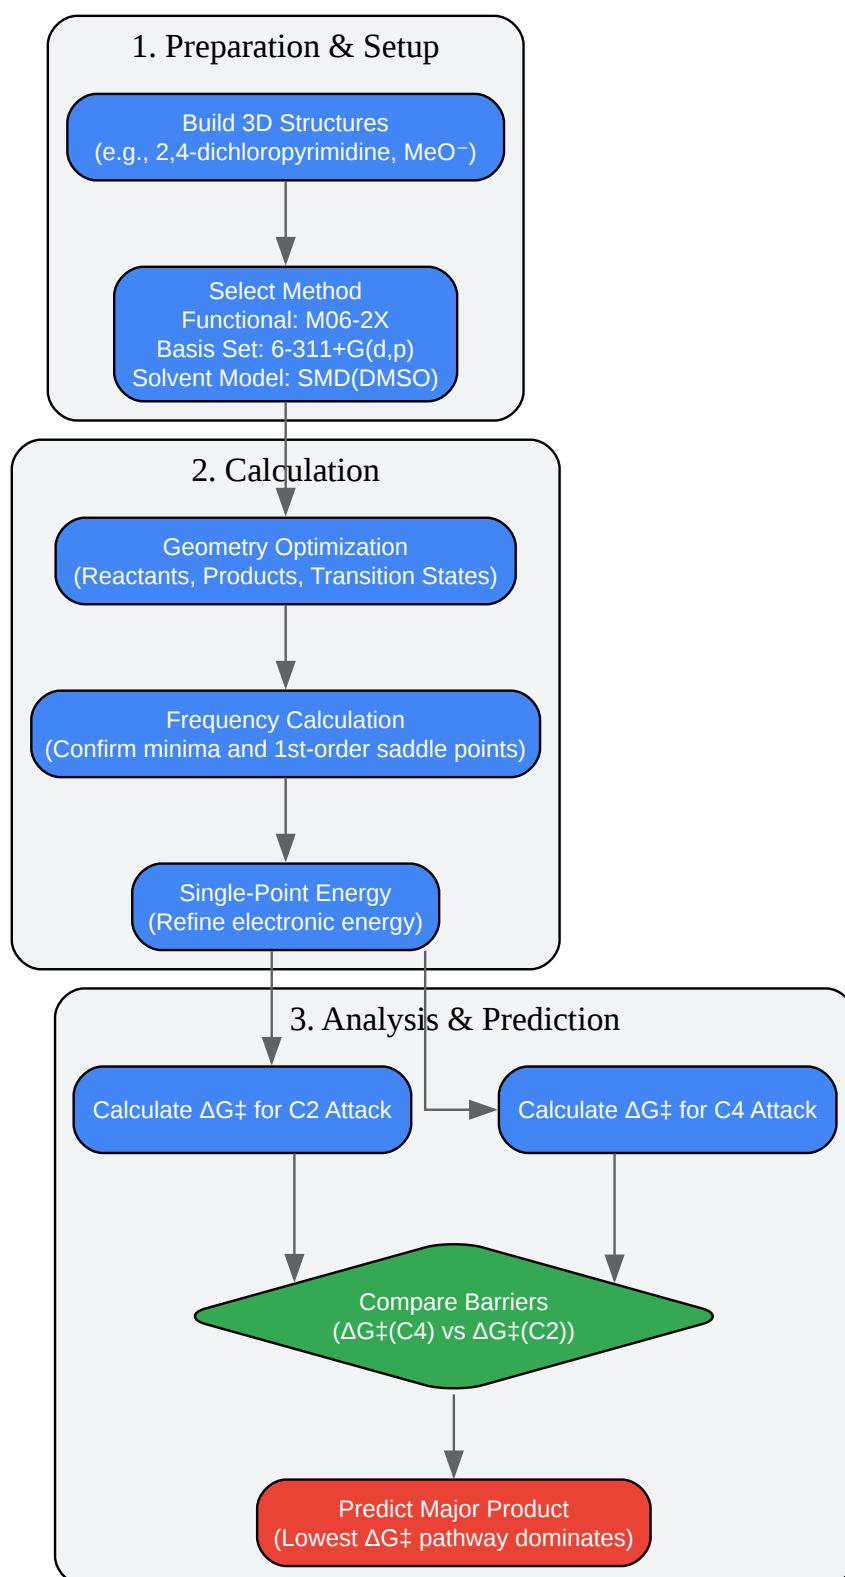 1. Preparation & Setup
Build 3D Structures
(e.g., 2,4-dichloropyrimidine, MeO⁻)
Select Method
Functional: M06-2X
Basis Set: 6-311+G(d,p)
Solvent Model: SMD(DMSO)
2. Calculation
Geometry Optimization
(Reactants, Products, Transition States)
Frequency Calculation
(Confirm minima and 1st-order saddle points)
Single-Point Energy
(Refine electronic energy)
3. Analysis & Prediction
Calculate ΔG‡ for C2 Attack
Calculate ΔG‡ for C4 Attack
Compare Barriers
(ΔG‡(C4) vs ΔG‡(C2))
Predict Major Product
(Lowest ΔG‡ pathway dominates)